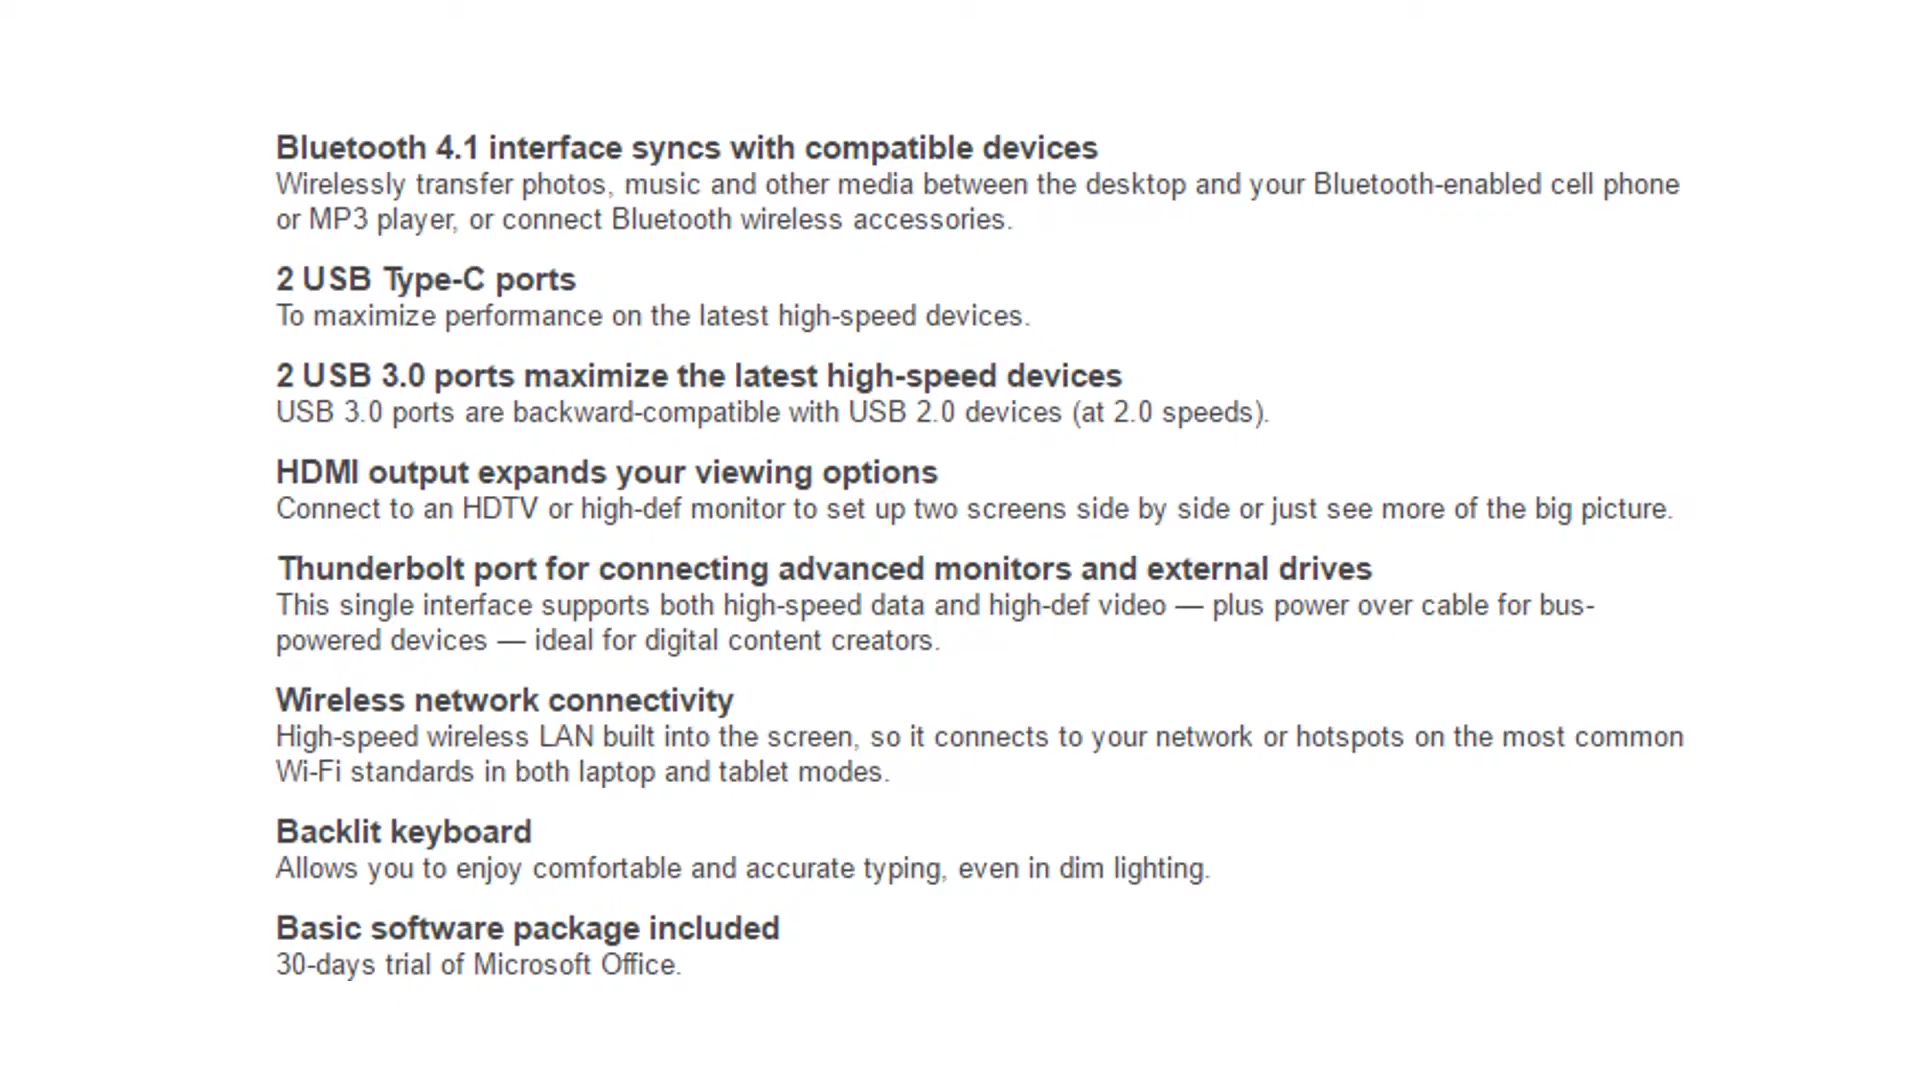 Bluetooth 4.1 interface syncs with compatible devices
Wirelessly transfer photos, music and other media between the desktop and your Bluetooth-enabled cell phone
or MP3 player, or connect Bluetooth wireless accessories.
2 USB Type-C ports
To maximize performance on the latest high-speed devices.
2 USB 3.0 ports maximize the latest high-speed devices
USB 3.0 ports are backward-compatible with USB 2.0 devices (at 2.0 speeds).
HDMI output expands your viewing options
Connect to an HDTV or high-def monitor to set up two screens side by side or just see more of the big picture.
Thunderbolt port for connecting advanced monitors and external drives
This single interface supports both high-speed data and high-def video — plus power over cable for bus-
powered devices — ideal for digital content creators.
Wireless network connectivity
High-speed wireless LAN built into the screen, so it connects to your network or hotspots on the most common
Wi-Fi standards in both laptop and tablet modes.
Backlit keyboard
Allows you to enjoy comfortable and accurate typing, even in dim lighting.
Basic software package included
30-days trial of Microsoft Office.